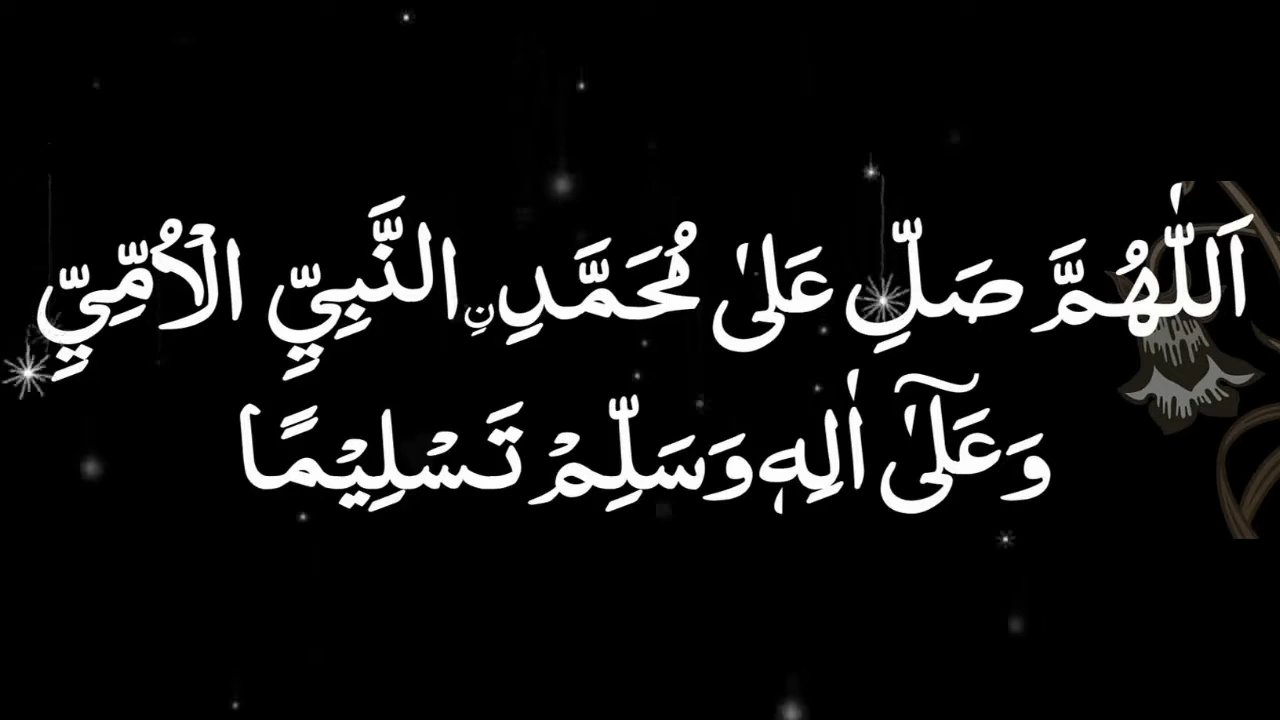 اَللّٰهُمَّ صَلِّ عَلٰى مُحَمَّدِنِ النَّبِيِّ الْاُمِّيِّ
وَعَلٰٓى اٰلِهٖ وَسَلِّمْ تَسْلِيْمًا